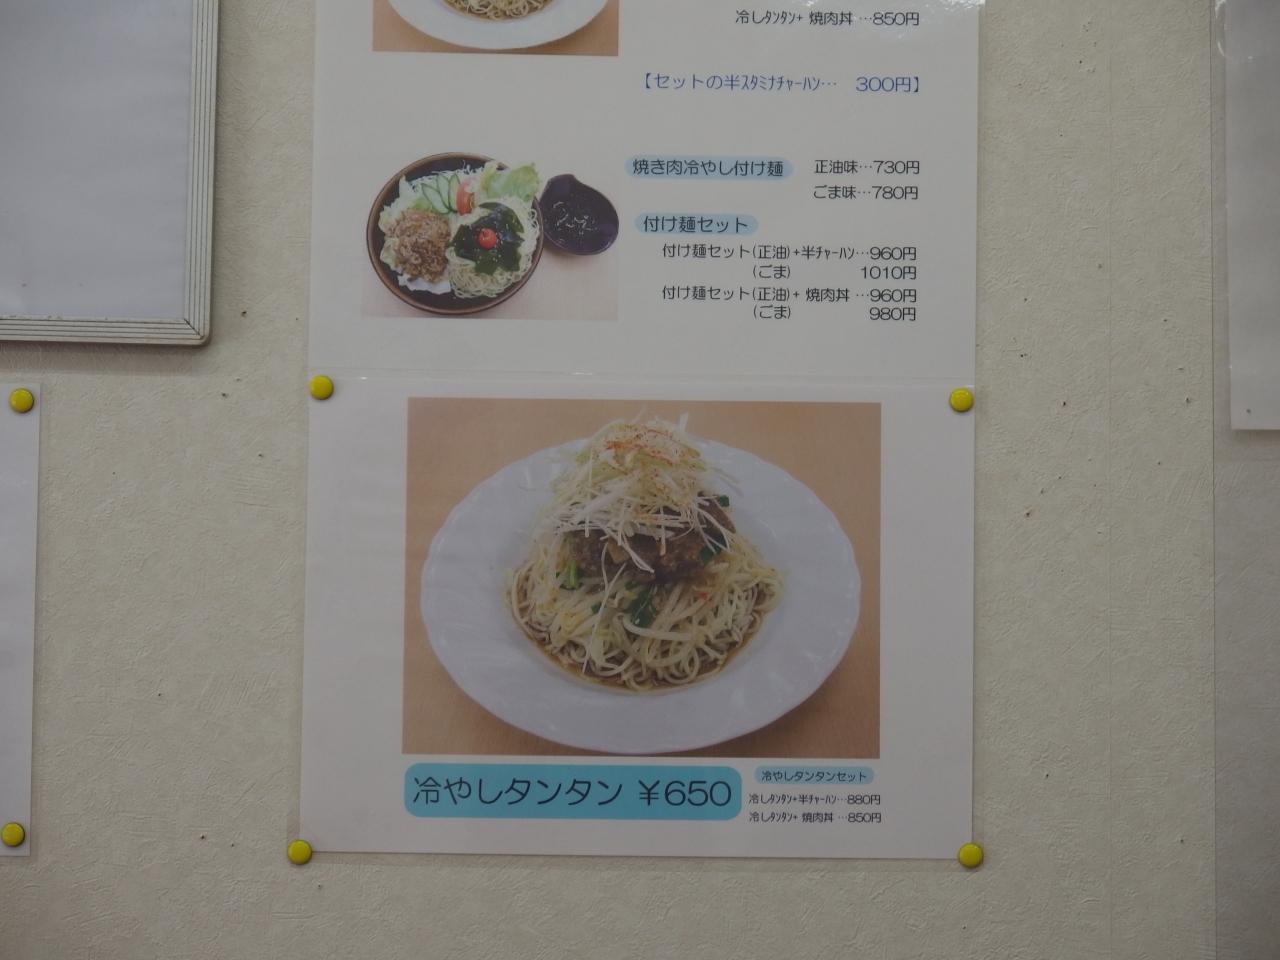 冷しタンタン+ 焼肉丼 …850円
【セットの半スタミナチャーハン… 300円】
焼き肉冷やし付け麺 正油味…730円
ごま味…780円
付け麺セット
付け麺セット(正油)+半チャーハン…960円
(ごま) 1010円
付け麺セット(正油)+ 焼肉丼 …960円
(ごま) 980円
冷やしタンタン ￥650
冷やしタンタンセット
冷しタンタン+半チャーハン…880円
冷しタンタン+ 焼肉丼 …850円